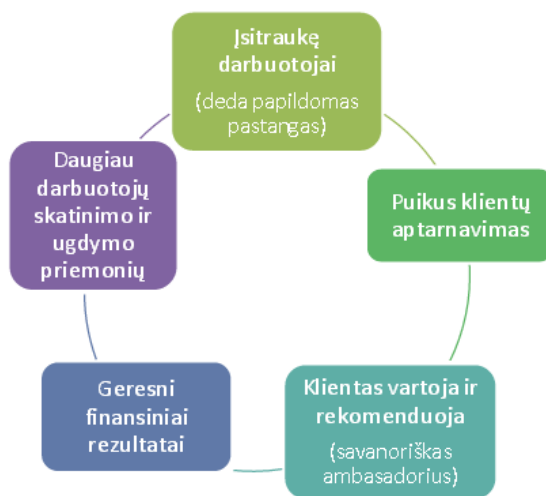 Įsitraukę
darbuotojai
(deda papildomas
pastangas)
Puikus klientų
aptarnavimas
Klientas vartoja ir
rekomenduoja
(savanoriškas
ambasadorius)
Geresni
finansiniai
rezultatai
Daugiau
darbuotojų
skatinimo ir
ugdymo
priemonių